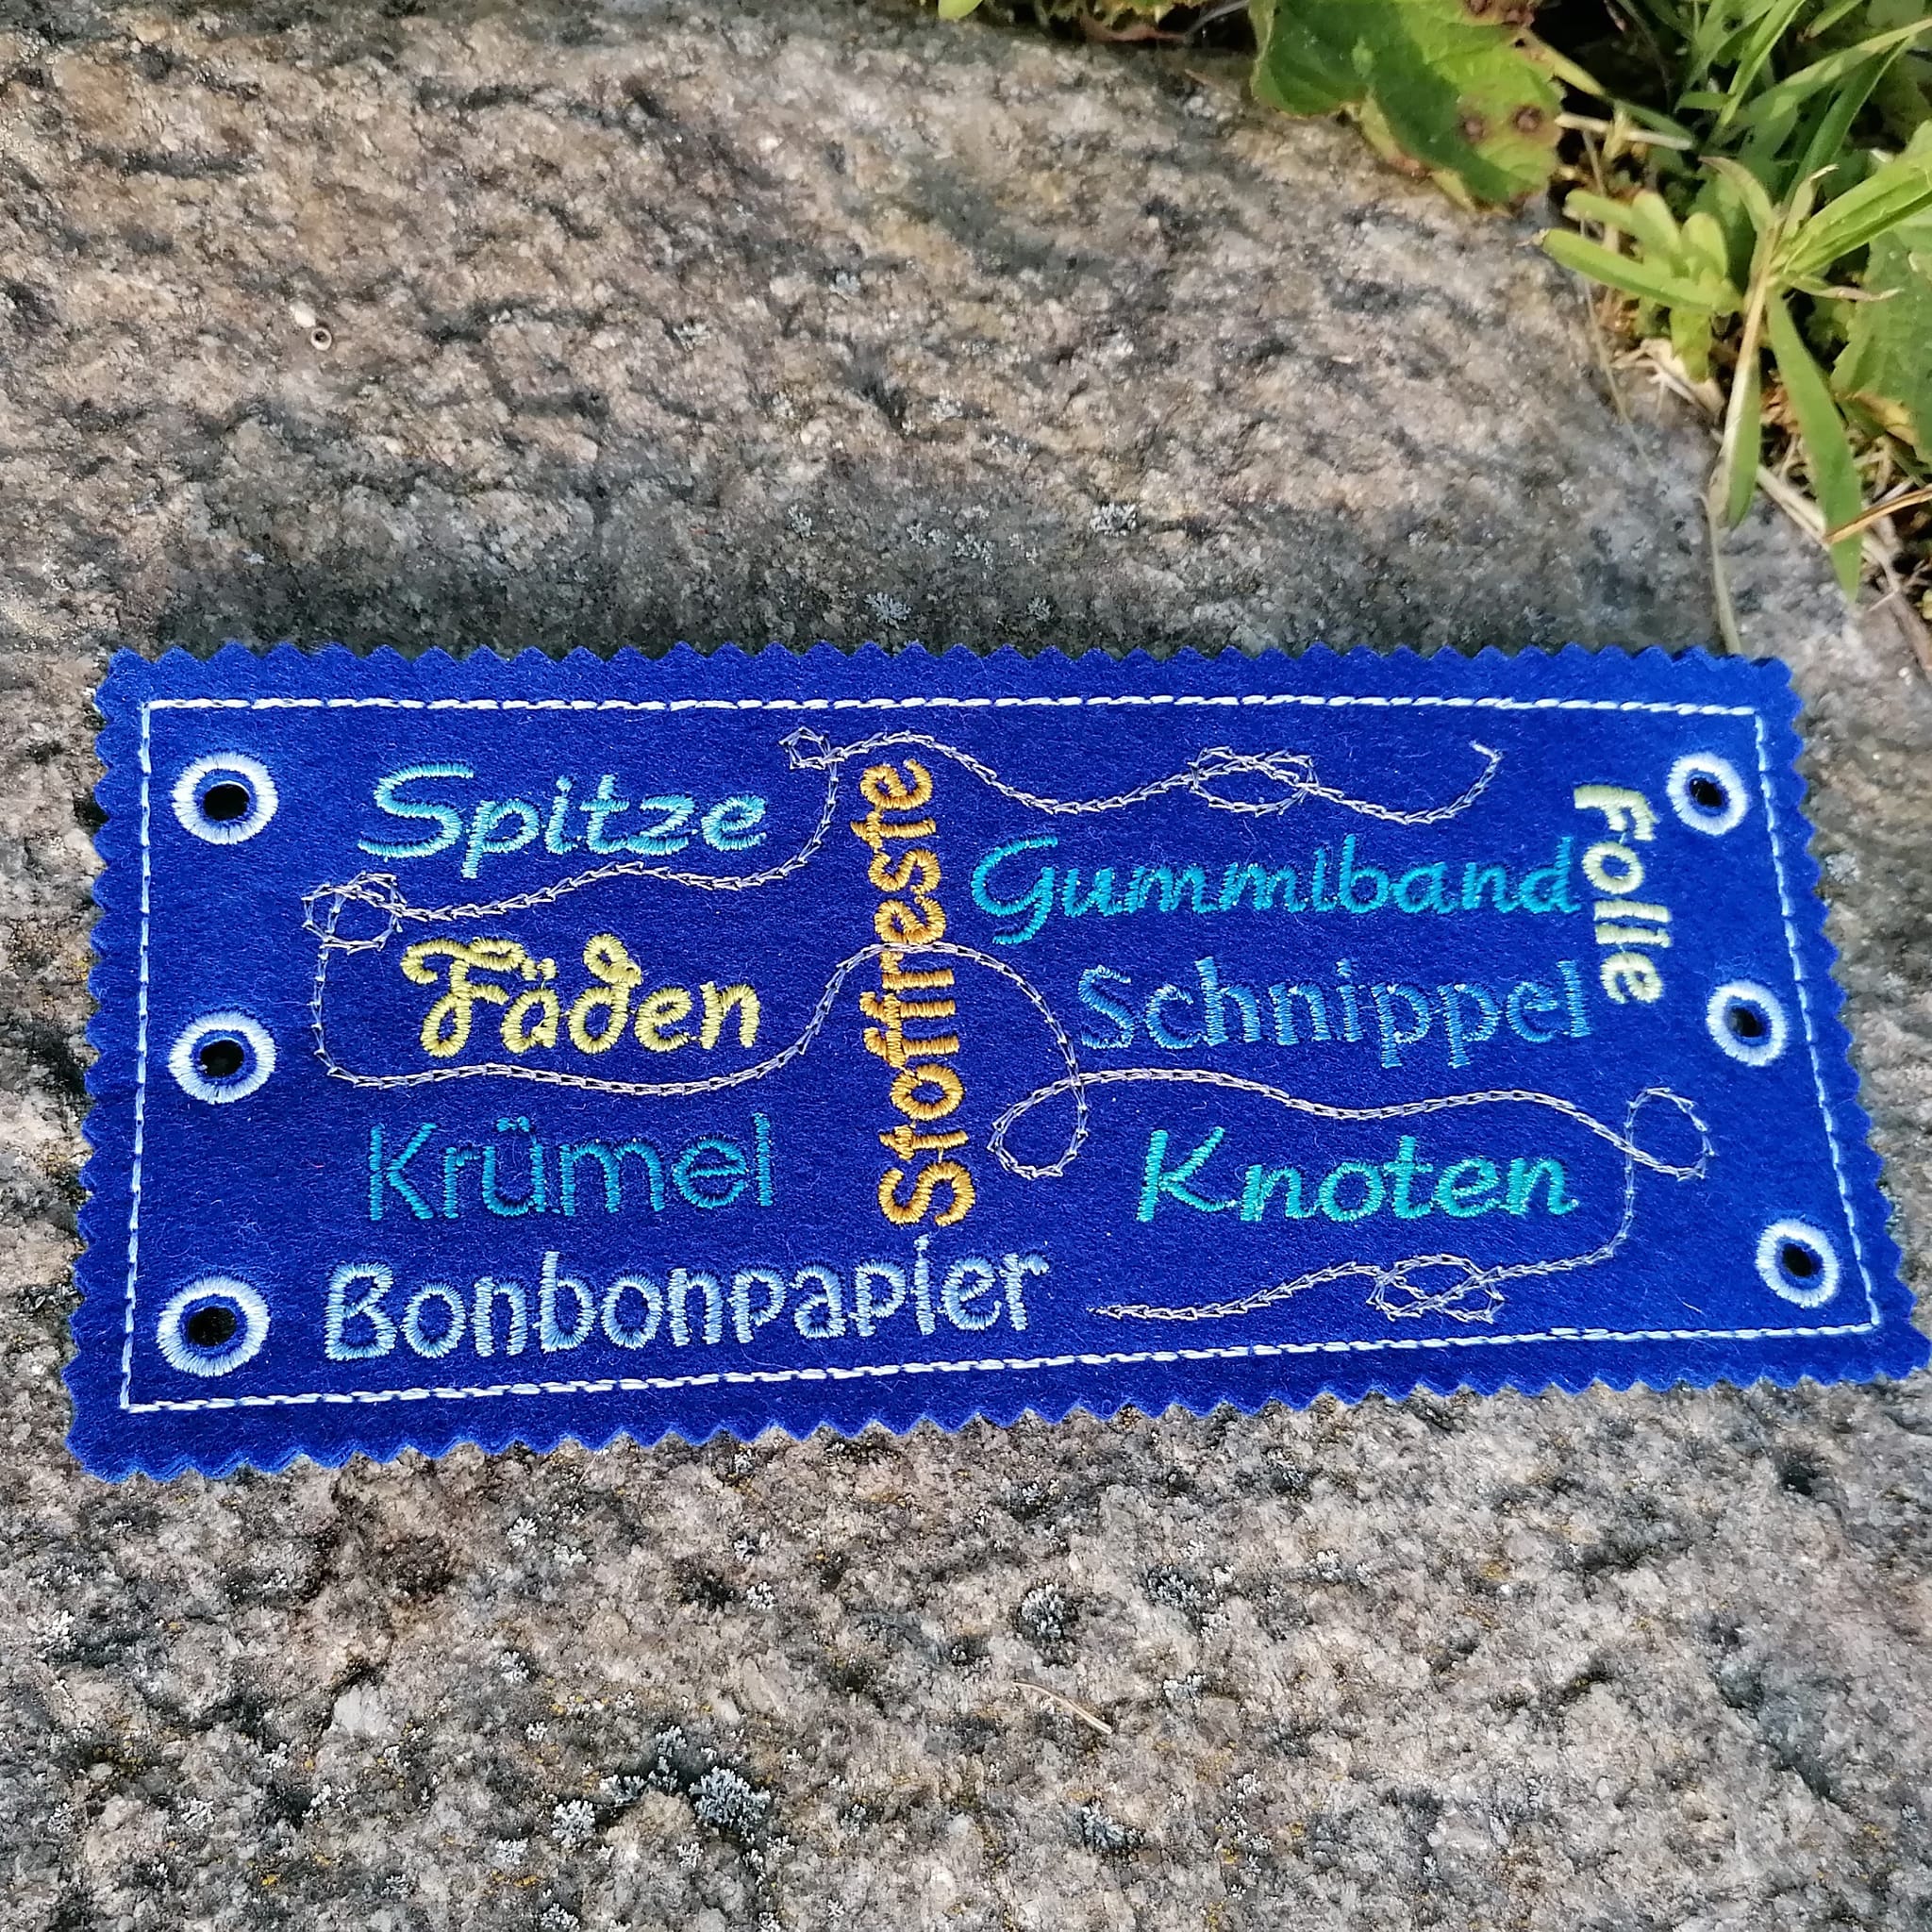 Spitze
Fäden
Krümel
Bonbonpapier
Stoffreste
Gummiband
Schnippel
Knoten
Folie